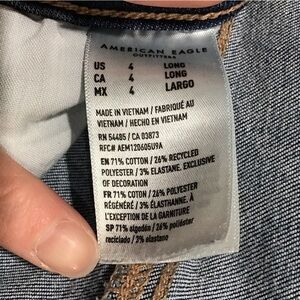 AMERICAN EAGLE
OUTFITTERS
US 4 LONG
CA 4 LONG
MX 4 LARGO
MADE IN VIETNAM / FABRIQUÉ AU
VIETNAM / HECHO EN VIETNAM
RN 54485 / CA 03873
RFC# AEM120605U9A
EN 71% COTTON / 26% RECYCLED
POLYESTER / 3% ELASTANE. EXCLUSIVE
OF DECORATION
FR 71% COTON / 26% POLYESTER
RÉGÉNÉRÉ / 3% ÉLASTHANNE. À
L'EXCEPTION DE LA GARNITURE
SP 71% algodón / 26% poliéster
reciclado / 3% elastano